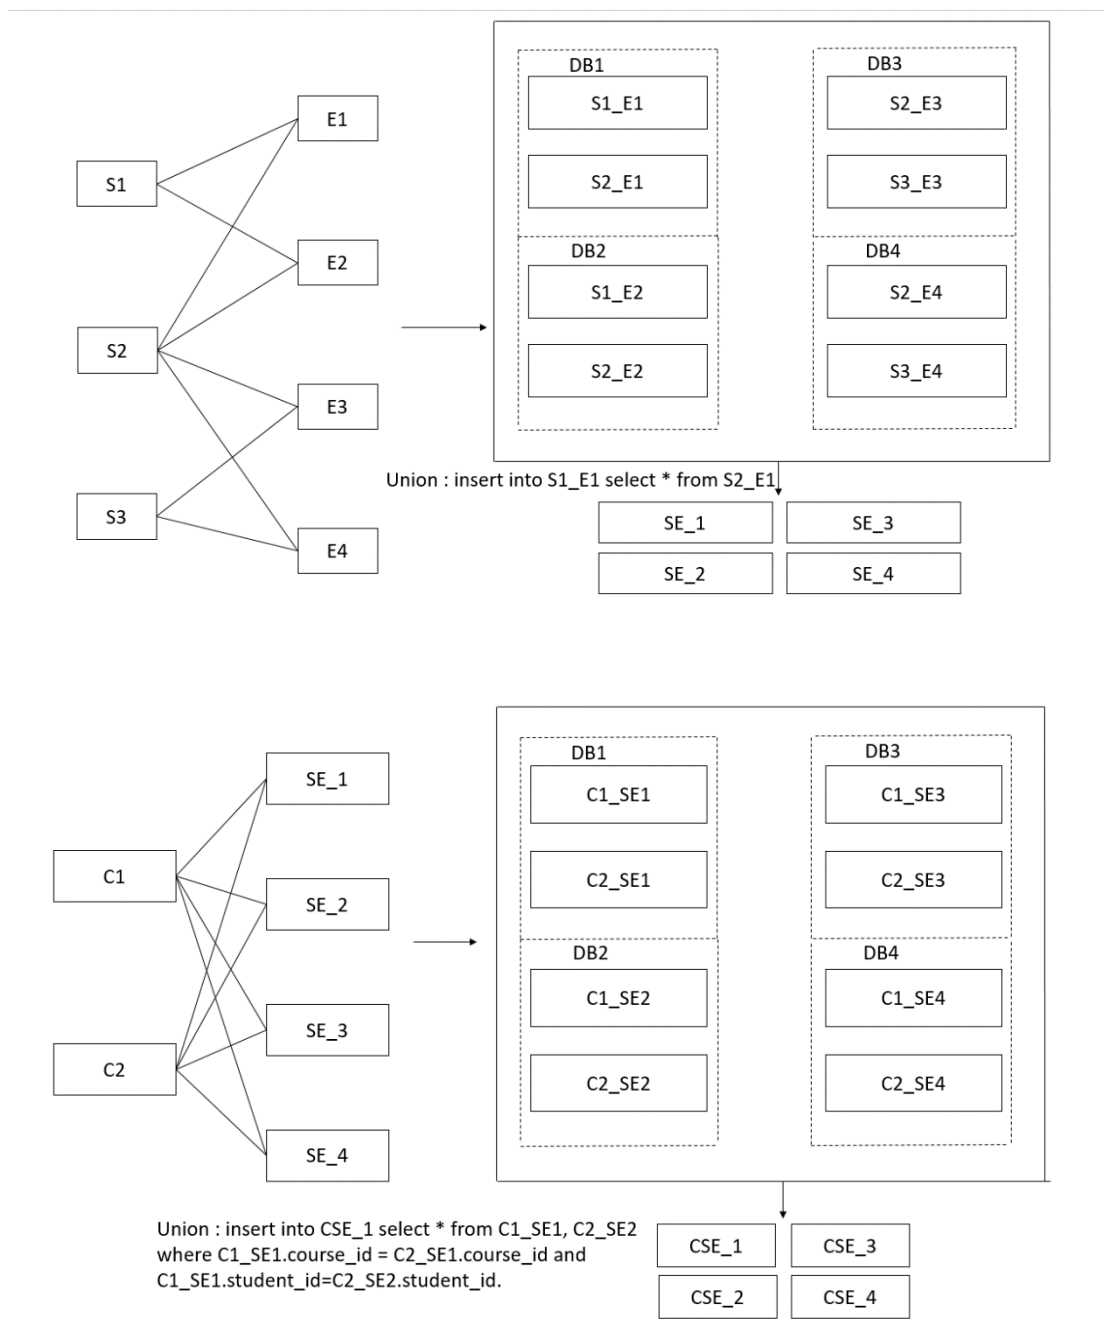 S1
S2
S3
E1
E2
E3
E4
DB1
S1_E1
S2_E1
DB2
S1_E2
S2_E2
DB3
S2_E3
S3_E3
DB4
S2_E4
S3_E4
Union : insert into S1_E1 select * from S2_E1
SE_1
SE_3
SE_2
SE_4
C1
C2
SE_1
SE_2
SE_3
SE_4
DB1
C1_SE1
C2_SE1
DB2
C1_SE2
C2_SE2
DB3
C1_SE3
C2_SE3
DB4
C1_SE4
C2_SE4
Union : insert into CSE_1 select * from C1_SE1, C2_SE2
where C1_SE1.course_id = C2_SE1.course_id and
C1_SE1.student_id=C2_SE2.student_id.
CSE_1
CSE_3
CSE_2
CSE_4